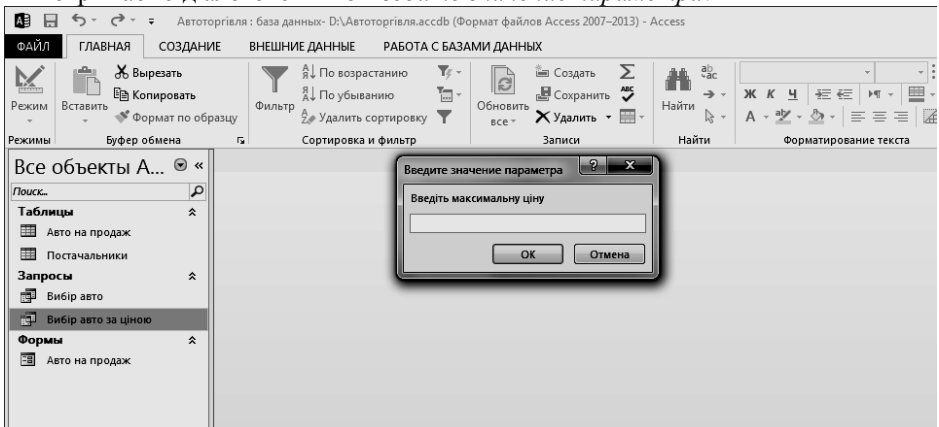 Автоторгівля : база данных- D:\Автоторгівля.accdb (Формат файлов Access 2007–2013) - Access
ФАЙЛ ГЛАВНАЯ СОЗДАНИЕ ВНЕШНИЕ ДАННЫЕ РАБОТА С БАЗАМИ ДАННЫХ
Режим
Вставить
Вырезать
Копировать
Формат по образцу
Фильтр
По возрастанию
По убыванию
Удалить сортировку
Обновить все
Создать
Сохранить
Удалить
Найти
Ж К Ч
А
Режимы Буфер обмена Сортировка и фильтр Записи Найти Форматирование текста
Все объекты A...
Поиск...
Таблицы
Авто на продаж
Постачальники
Запросы
Вибір авто
Вибір авто за ціною
Формы
Авто на продаж
Введите значение параметра
Введіть максимальну ціну
ОК Отмена